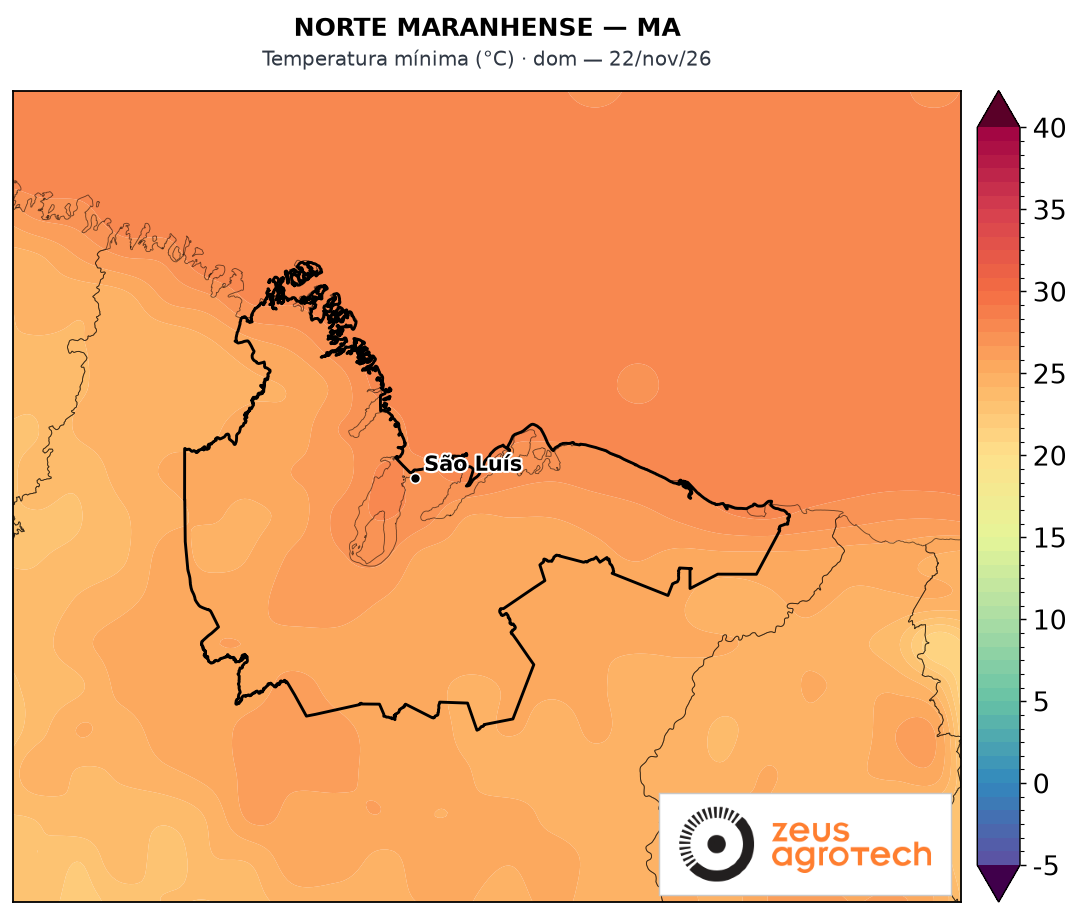 NORTE MARANHENSE — MA
Temperatura mínima (°C) · dom — 22/nov/26
São Luís
40
35
30
25
20
15
10
5
0
-5
zeus
agrotech